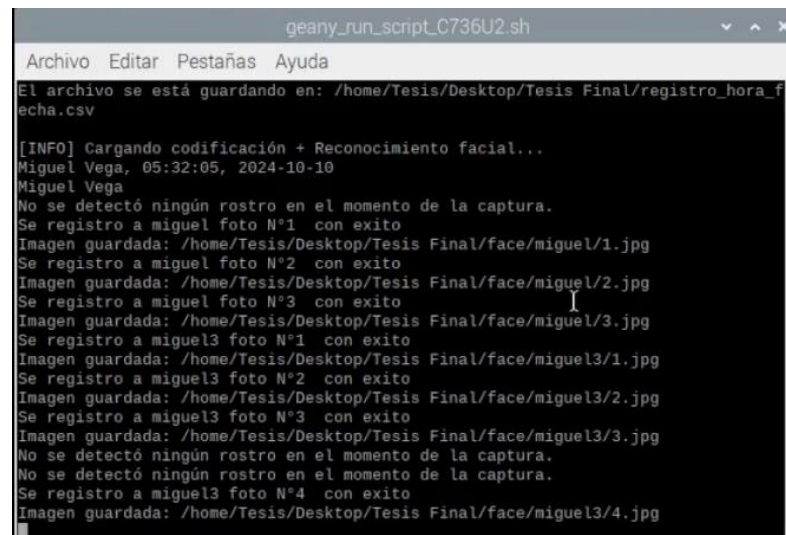 geany_run_script_C736U2.sh
Archivo Editar Pestañas Ayuda
El archivo se está guardando en: /home/Tesis/Desktop/Tesis Final/registro_hora_f
echa.csv
[INFO] Cargando codificación + Reconocimiento facial...
Miguel Vega, 05:32:05, 2024-10-10
Miguel Vega
No se detectó ningún rostro en el momento de la captura.
Se registro a miguel foto N°1  con exito
Imagen guardada: /home/Tesis/Desktop/Tesis Final/face/miguel/1.jpg
Se registro a miguel foto N°2  con exito
Imagen guardada: /home/Tesis/Desktop/Tesis Final/face/miguel/2.jpg
Se registro a miguel foto N°3  con exito
Imagen guardada: /home/Tesis/Desktop/Tesis Final/face/miguel/3.jpg
Se registro a miguel3 foto N°1  con exito
Imagen guardada: /home/Tesis/Desktop/Tesis Final/face/miguel3/1.jpg
Se registro a miguel3 foto N°2  con exito
Imagen guardada: /home/Tesis/Desktop/Tesis Final/face/miguel3/2.jpg
Se registro a miguel3 foto N°3  con exito
Imagen guardada: /home/Tesis/Desktop/Tesis Final/face/miguel3/3.jpg
No se detectó ningún rostro en el momento de la captura.
No se detectó ningún rostro en el momento de la captura.
Se registro a miguel3 foto N°4  con exito
Imagen guardada: /home/Tesis/Desktop/Tesis Final/face/miguel3/4.jpg